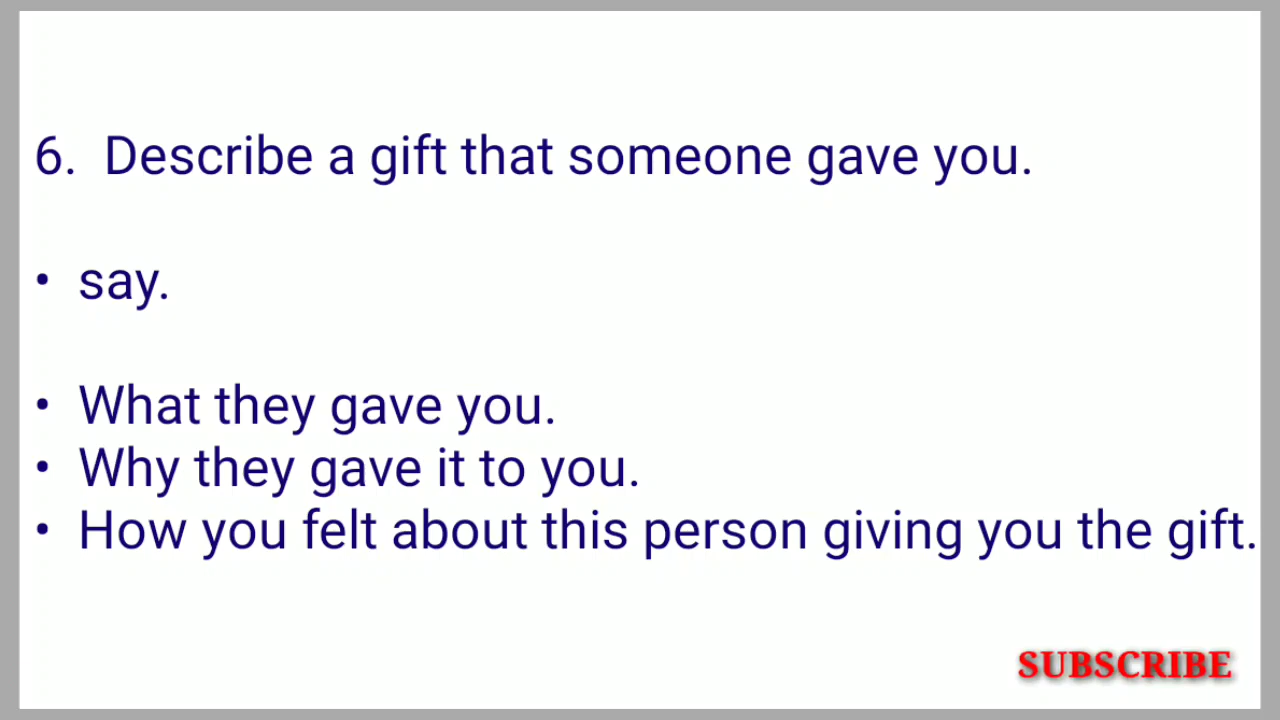 6. Describe a gift that someone gave you.
• say.
• What they gave you.
• Why they gave it to you.
• How you felt about this person giving you the gift.
SUBSCRIBE